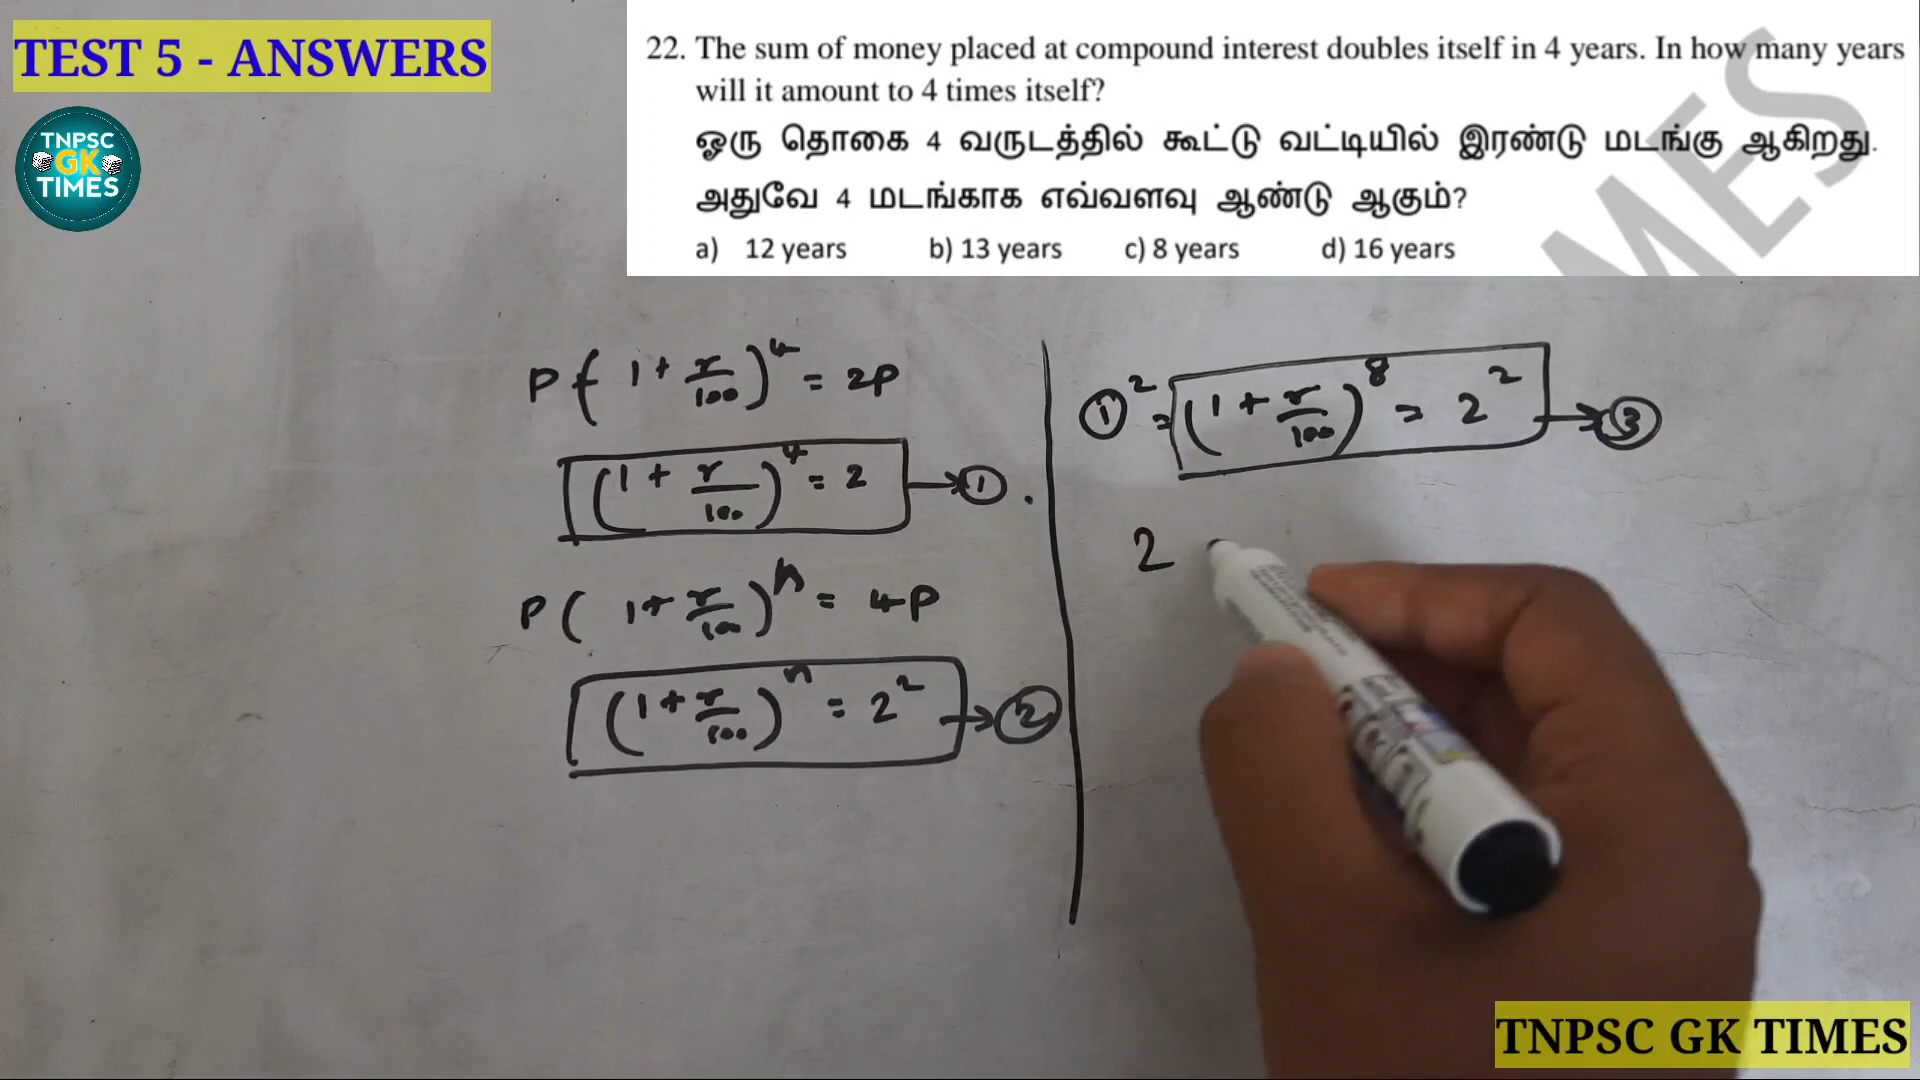 TEST 5 - ANSWERS
TNPSC
GK
TIMES
22. The sum of money placed at compound interest doubles itself in 4 years. In how many years
will it amount to 4 times itself?
ஒரு தொகை 4 வருடத்தில் கூட்டு வட்டியில் இரண்டு மடங்கு ஆகிறது.
அதுவே 4 மடங்காக எவ்வளவு ஆண்டு ஆகும்?
a) 12 years b) 13 years c) 8 years d) 16 years
P(1 + r/100)^4 = 2P
(1 + r/100)^4 = 2 → ①.
P(1 + r/100)^n = 4P
(1 + r/100)^n = 2^2 → ②
①^2 = (1 + r/100)^8 = 2^2 → ③
2
TNPSC GK TIMES